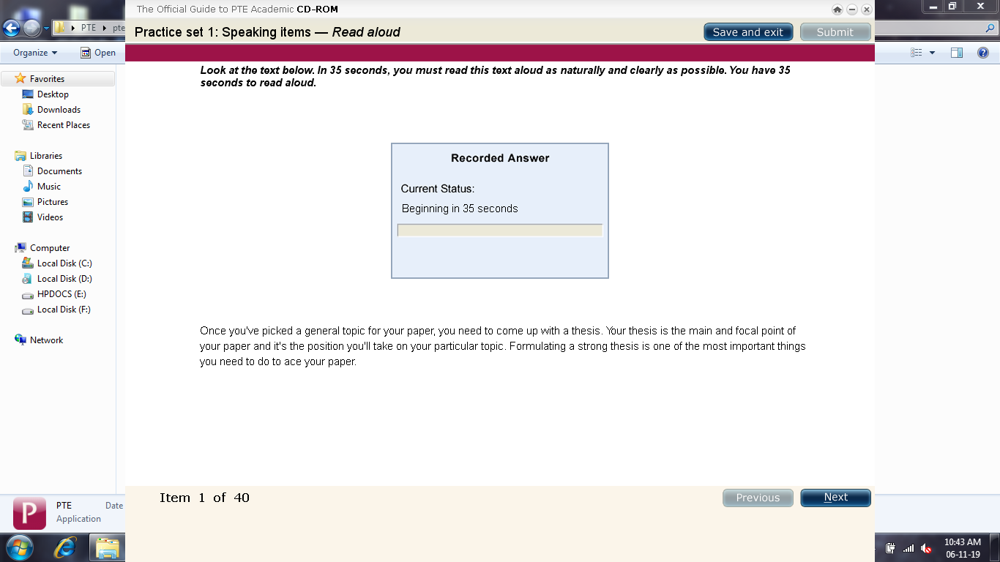 The Official Guide to PTE Academic CD-ROM
PTE
pte
Practice set 1: Speaking items — Read aloud
Save and exit
Submit
Organize
Open
Look at the text below. In 35 seconds, you must read this text aloud as naturally and clearly as possible. You have 35
seconds to read aloud.
Favorites
Desktop
Downloads
Recent Places
Libraries
Documents
Music
Pictures
Videos
Computer
Local Disk (C:)
Local Disk (D:)
HPDOCS (E:)
Local Disk (F:)
Network
Recorded Answer
Current Status:
Beginning in 35 seconds
Once you've picked a general topic for your paper, you need to come up with a thesis. Your thesis is the main and focal point of
your paper and it's the position you'll take on your particular topic. Formulating a strong thesis is one of the most important things
you need to do to ace your paper.
Item 1 of 40
Previous
Next
P
PTE
Date
Application
10:43 AM
06-11-19